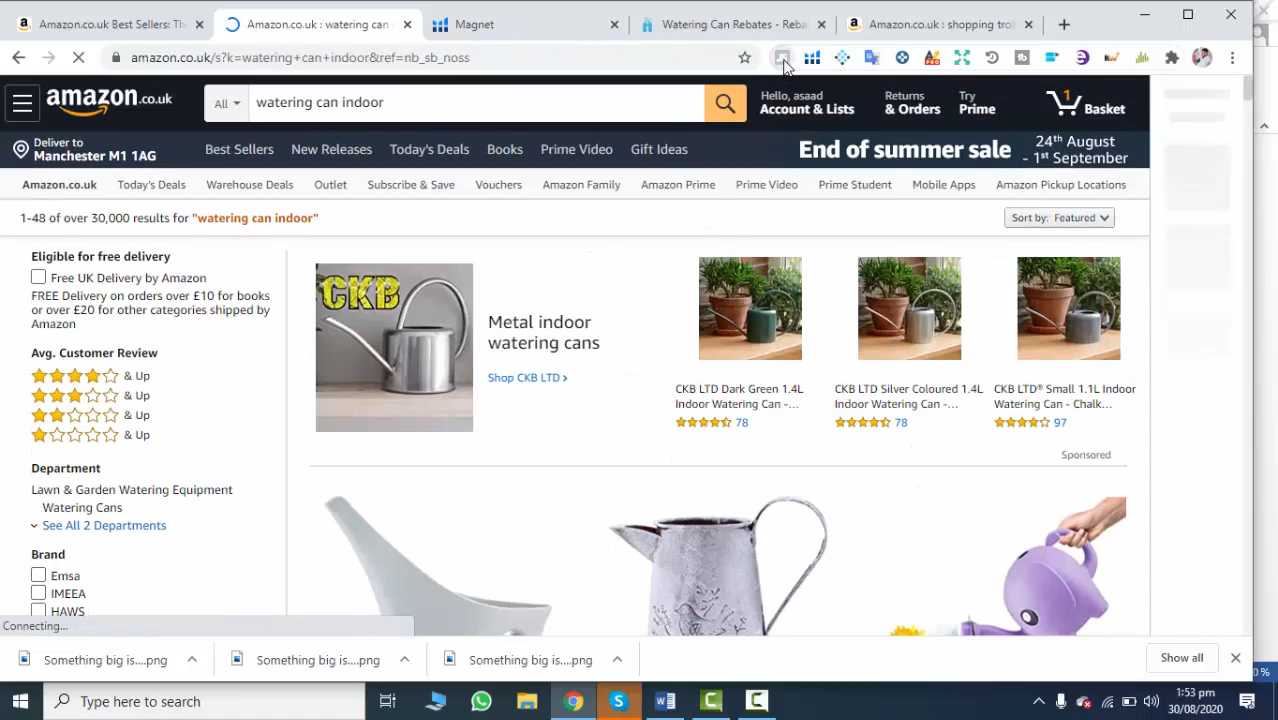 Amazon.co.uk Best Sellers: Th
Amazon.co.uk : watering can
Magnet
Watering Can Rebates - Reba
Amazon.co.uk : shopping troll
amazon.co.uk/s?k=watering+can+indoor&ref=nb_sb_noss
amazon.co.uk
All
watering can indoor
Hello, asaad
Account & Lists
Returns
& Orders
Try
Prime
1
Basket
Deliver to
Manchester M1 1AG
Best Sellers
New Releases
Today's Deals
Books
Prime Video
Gift Ideas
End of summer sale
24th August
- 1st September
Amazon.co.uk
Today's Deals
Warehouse Deals
Outlet
Subscribe & Save
Vouchers
Amazon Family
Amazon Prime
Prime Video
Prime Student
Mobile Apps
Amazon Pickup Locations
1-48 of over 30,000 results for "watering can indoor"
Sort by: Featured
Eligible for free delivery
Free UK Delivery by Amazon
FREE Delivery on orders over £10 for books
or over £20 for other categories shipped by
Amazon
Avg. Customer Review
& Up
& Up
& Up
& Up
Department
Lawn & Garden Watering Equipment
Watering Cans
See All 2 Departments
Brand
Emsa
IMEEA
HAWS
CKB
Metal indoor
watering cans
Shop CKB LTD ›
CKB LTD Dark Green 1.4L
Indoor Watering Can -...
78
CKB LTD Silver Coloured 1.4L
Indoor Watering Can -...
78
CKB LTD® Small 1.1L Indoor
Watering Can - Chalk...
97
Sponsored
Connecting...
Something big is....png
Something big is....png
Something big is....png
Show all
0 %
Type here to search
1:53 pm
30/08/2020